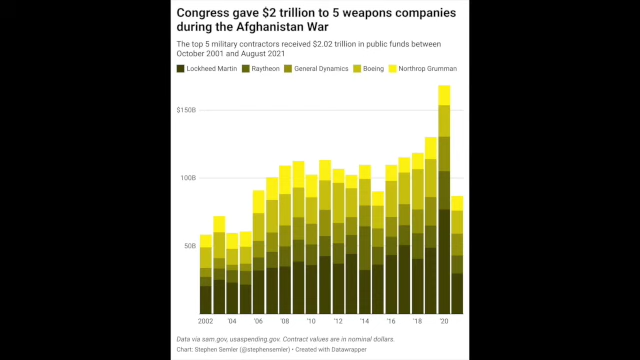 Congress gave $2 trillion to 5 weapons companies
during the Afghanistan War
The top 5 military contractors received $2.02 trillion in public funds between
October 2001 and August 2021
Lockheed Martin Raytheon General Dynamics Boeing Northrop Grumman
$150B
100B
50B
2002 '04 '06 '08 '10 '12 '14 '16 '18 '20
Data via sam.gov, usaspending.gov. Contract values are in nominal dollars.
Chart: Stephen Semler (@stephensemler) • Created with Datawrapper